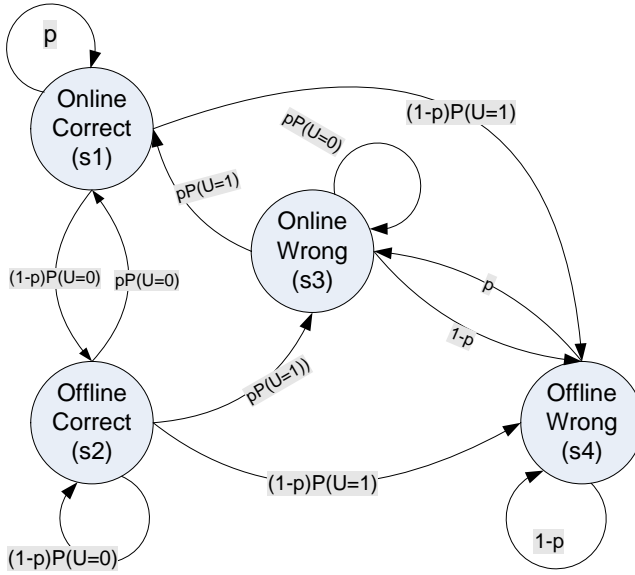 p
Online
Correct
(s1)
(1-p)P(U=1)
pP(U=0)
pP(U=1)
Online
Wrong
(s3)
(1-p)P(U=0)
pP(U=0)
p
1-p
Offline
Correct
(s2)
pP(U=1))
Offline
Wrong
(s4)
(1-p)P(U=1)
(1-p)P(U=0)
1-p